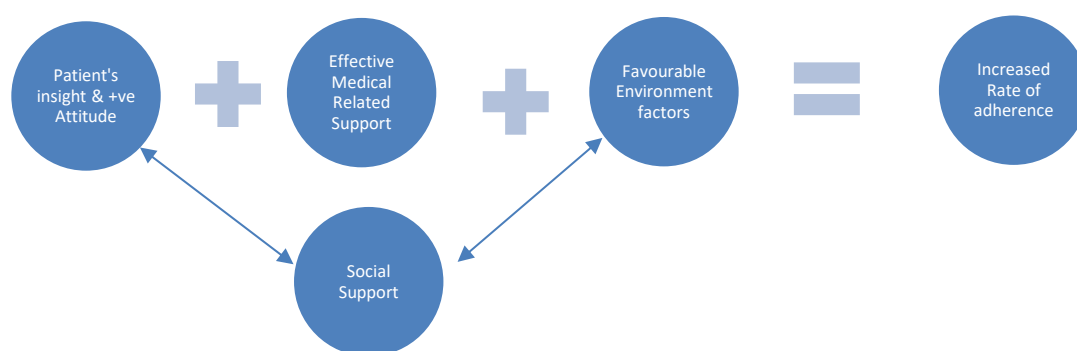 Patient's
insight & +ve
Attitude
Effective
Medical
Related
Support
Favourable
Environment
factors
Increased
Rate of
adherence
Social
Support